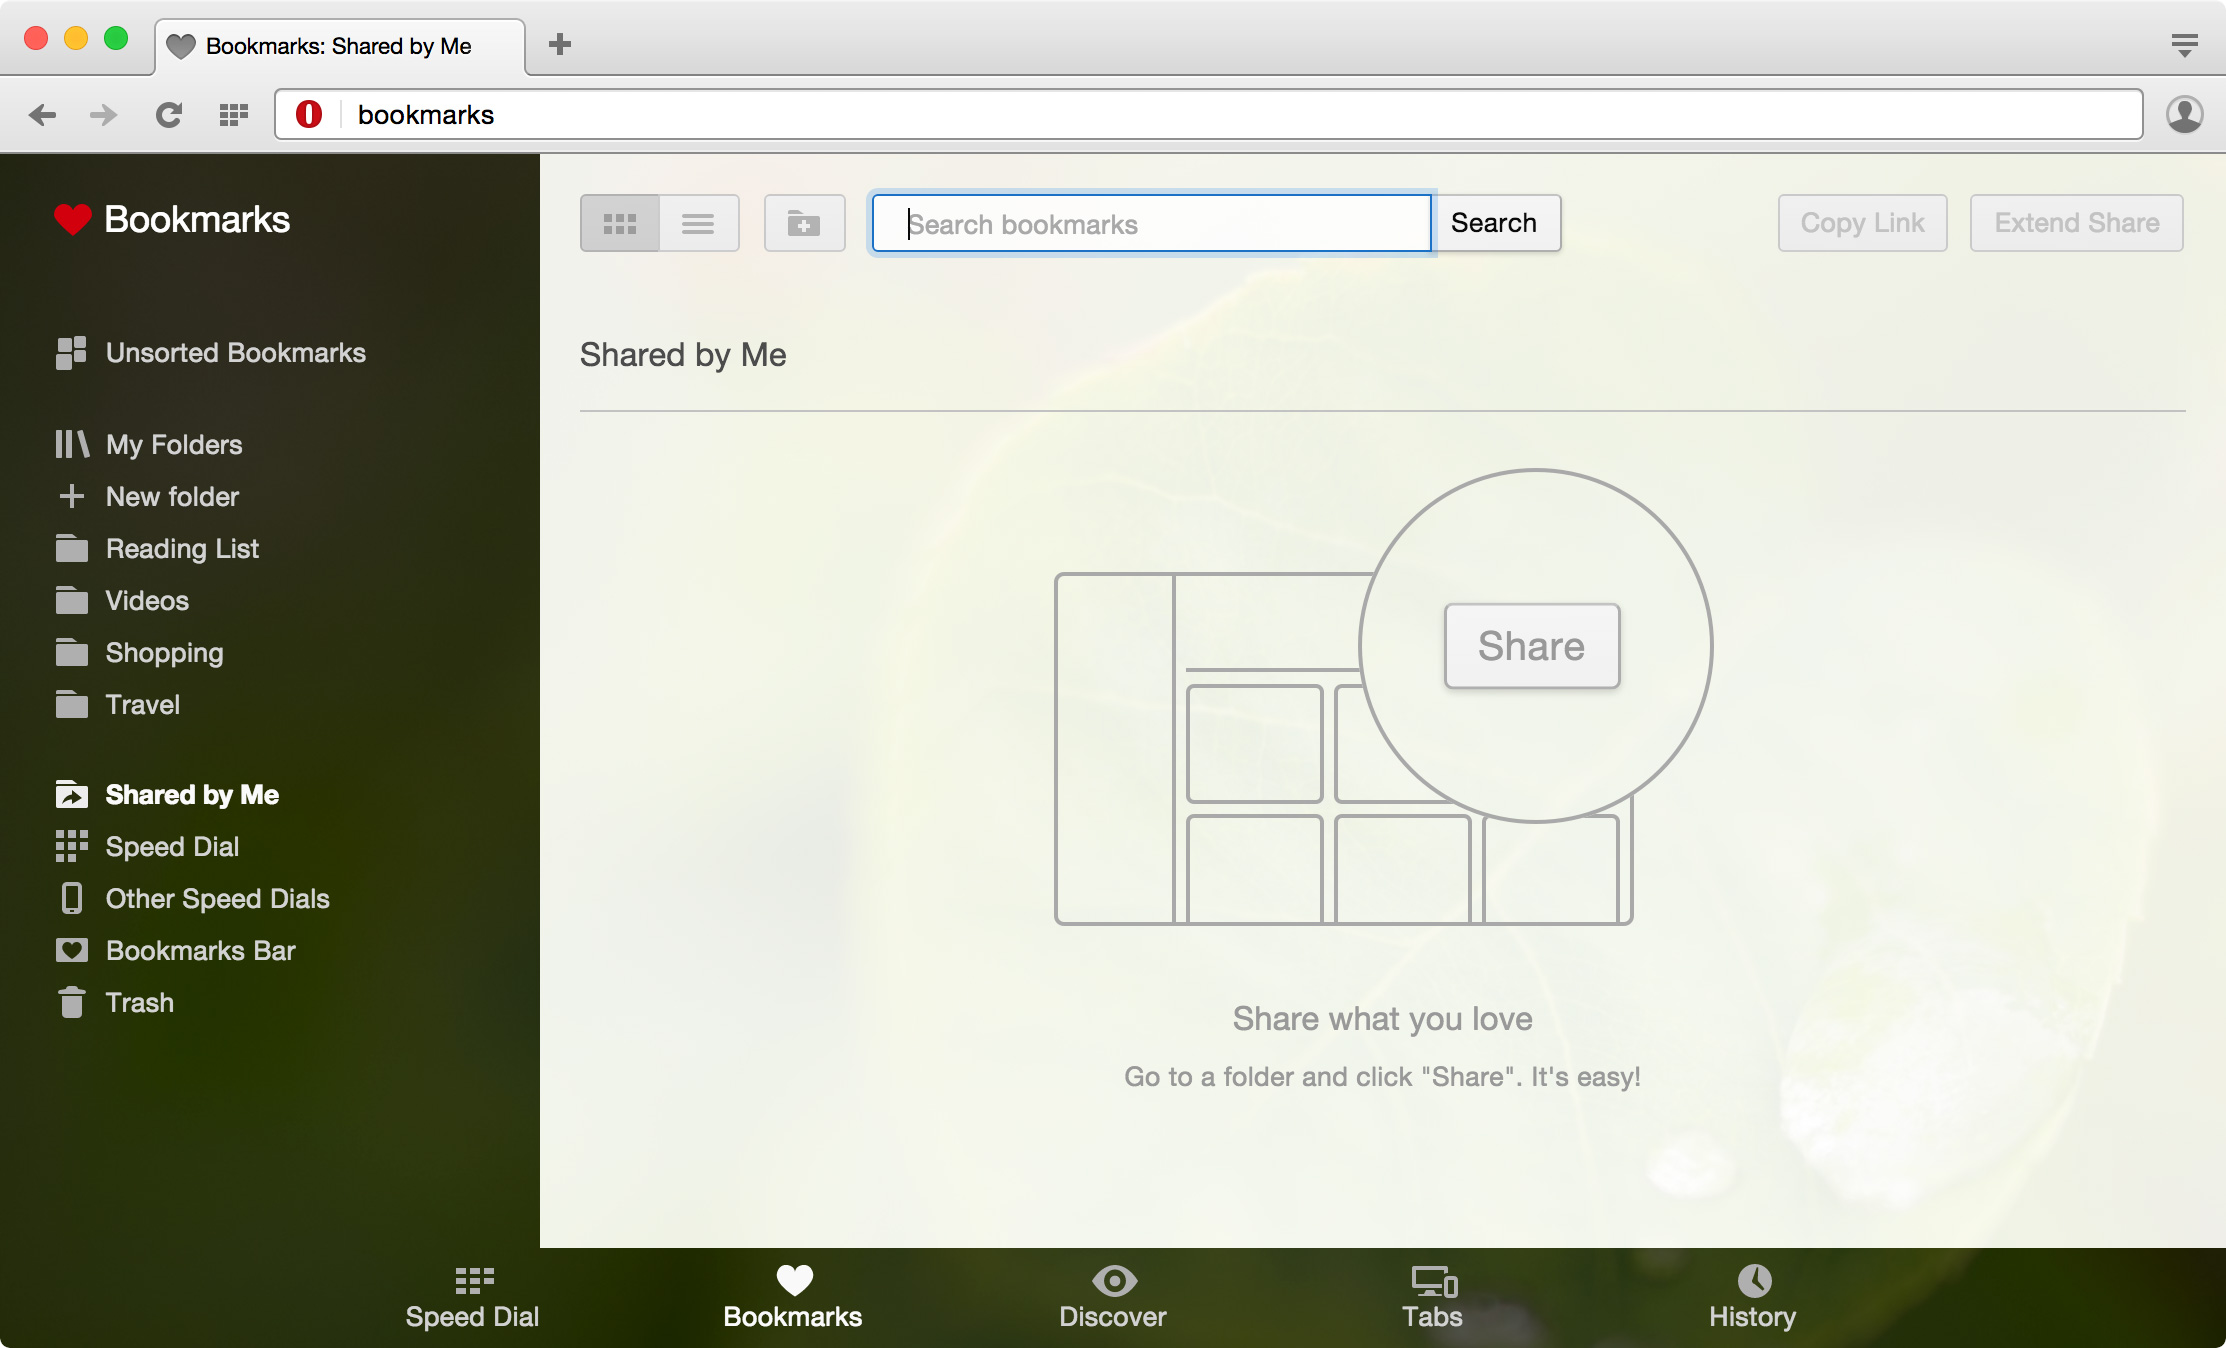 Bookmarks: Shared by Me
bookmarks
Bookmarks
Unsorted Bookmarks
My Folders
New folder
Reading List
Videos
Shopping
Travel
Shared by Me
Speed Dial
Other Speed Dials
Bookmarks Bar
Trash
Search bookmarks
Search
Copy Link
Extend Share
Shared by Me
Share
Share what you love
Go to a folder and click "Share". It's easy!
Speed Dial
Bookmarks
Discover
Tabs
History